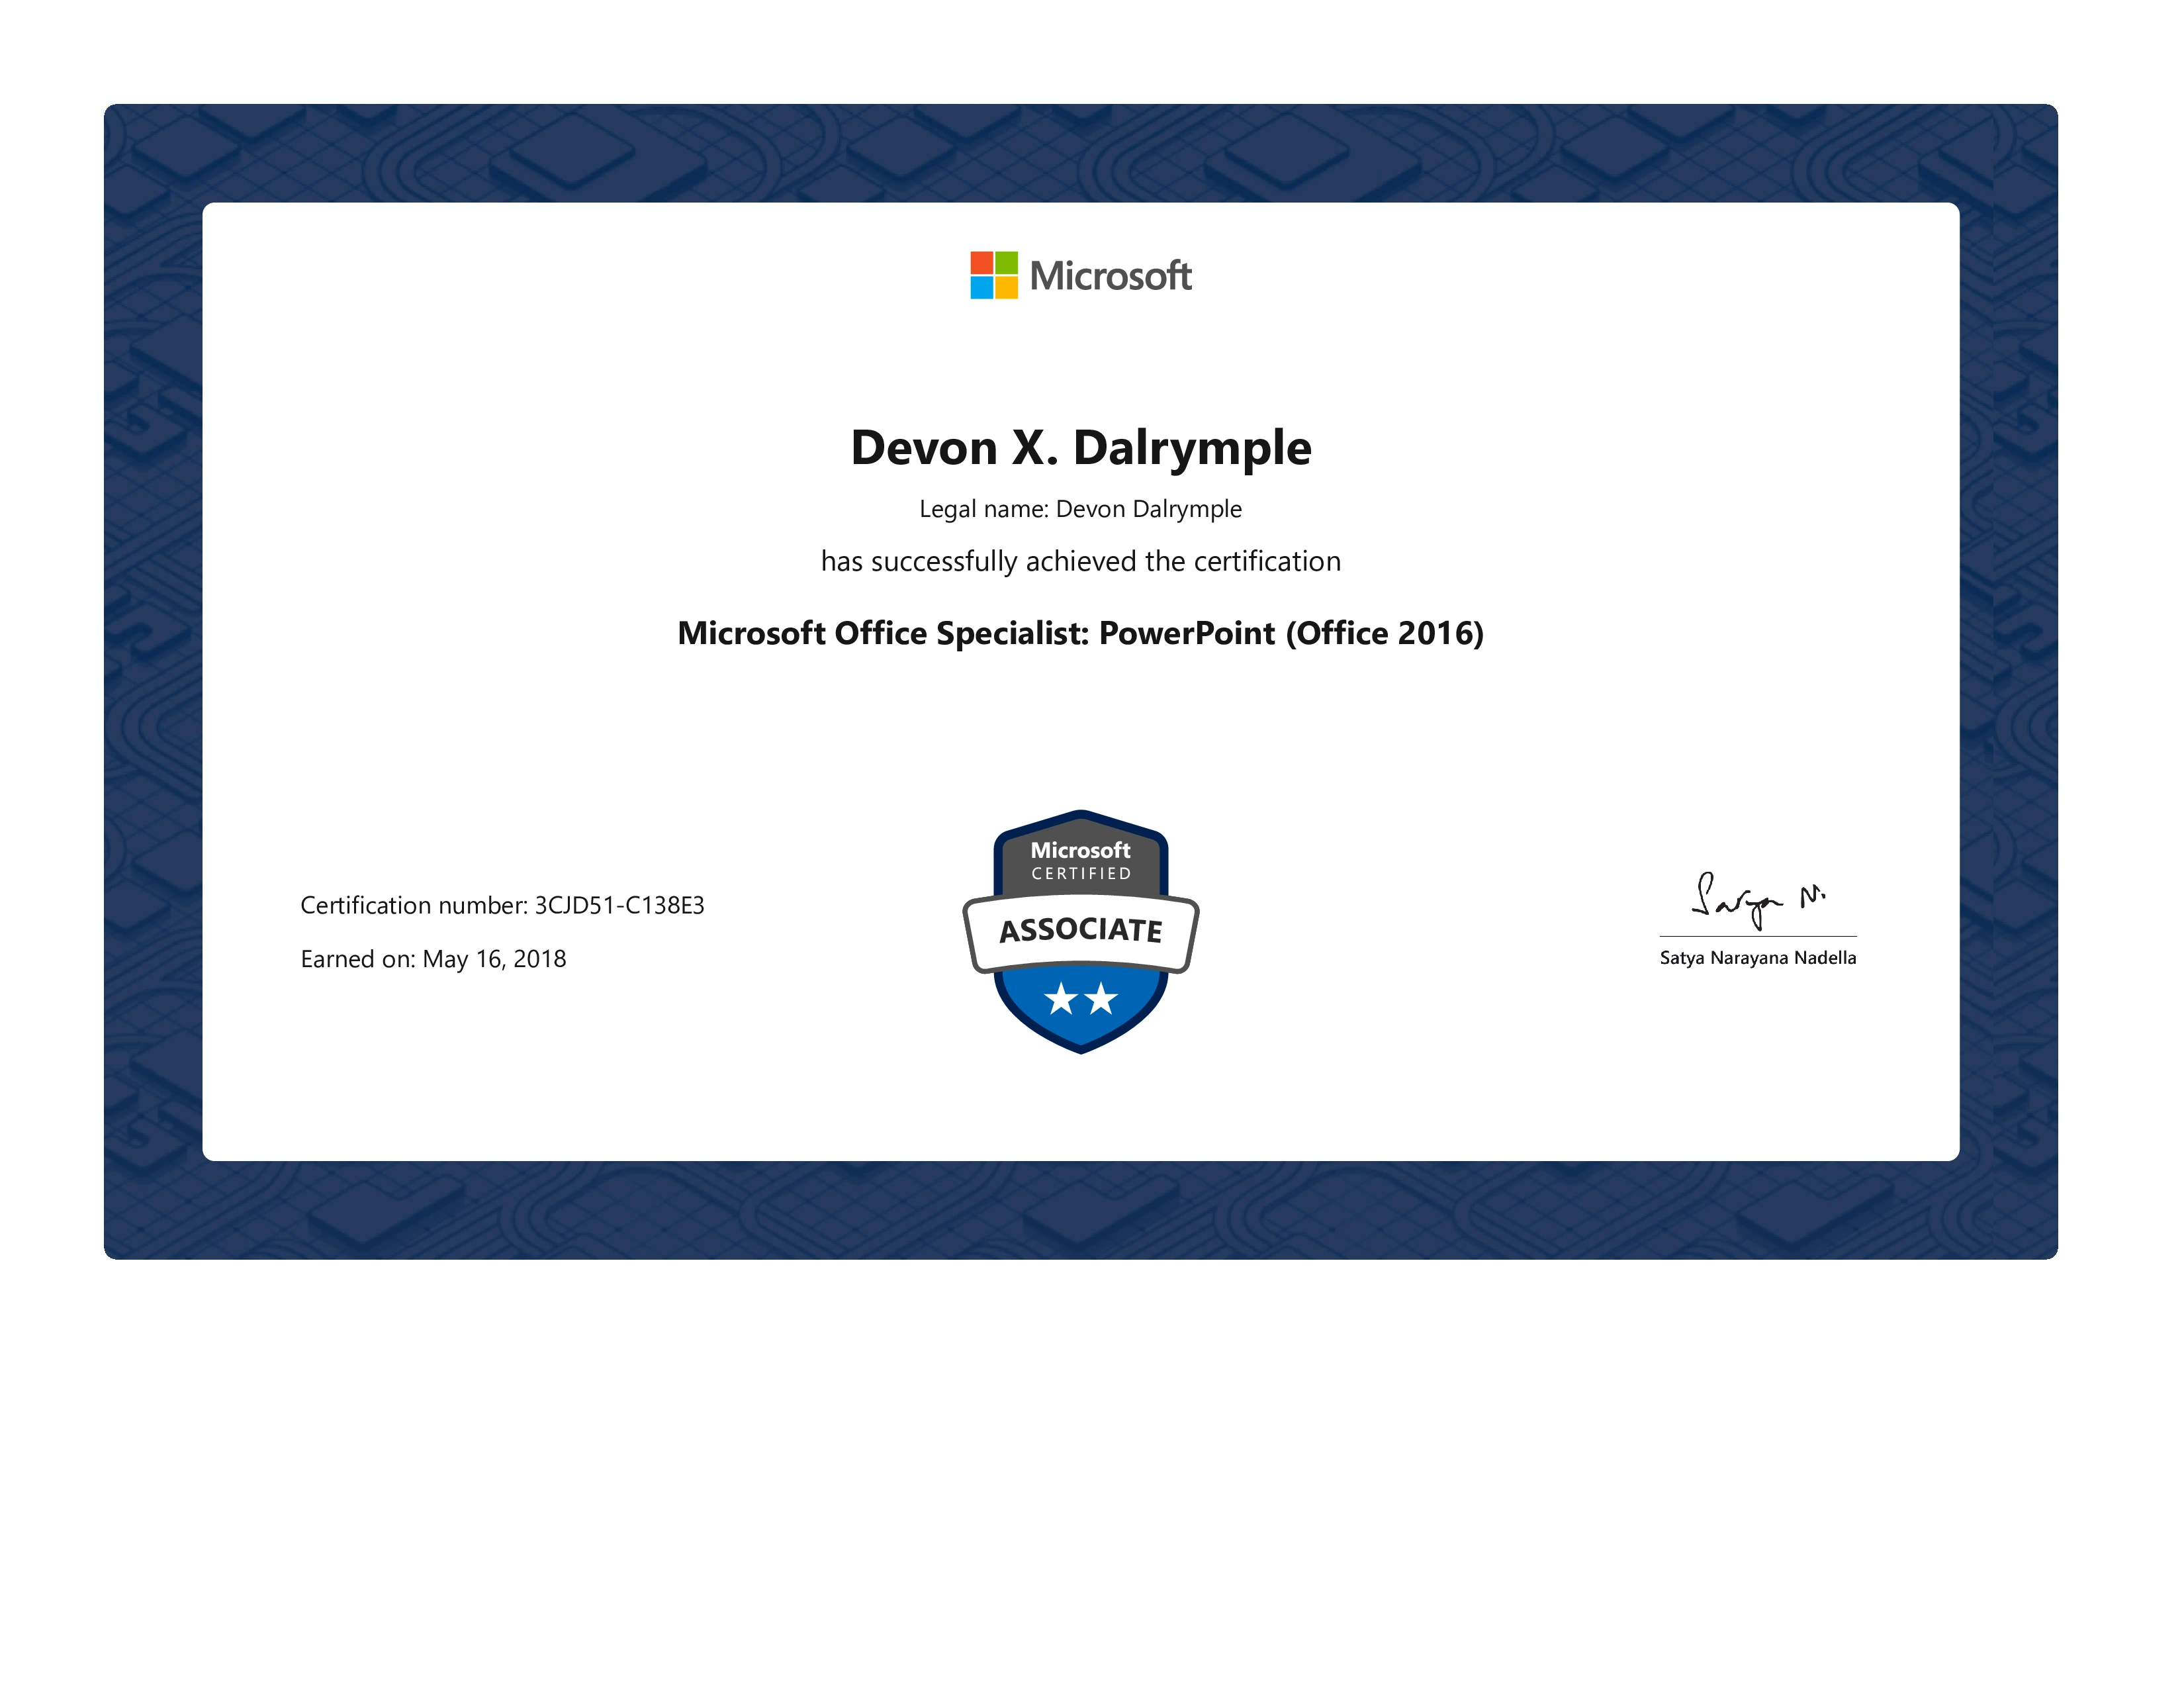 Microsoft
Devon X. Dalrymple
Legal name: Devon Dalrymple
has successfully achieved the certification
Microsoft Office Specialist: PowerPoint (Office 2016)
Microsoft
CERTIFIED
ASSOCIATE
Certification number: 3CJD51-C138E3
Earned on: May 16, 2018
Satya N.
Satya Narayana Nadella